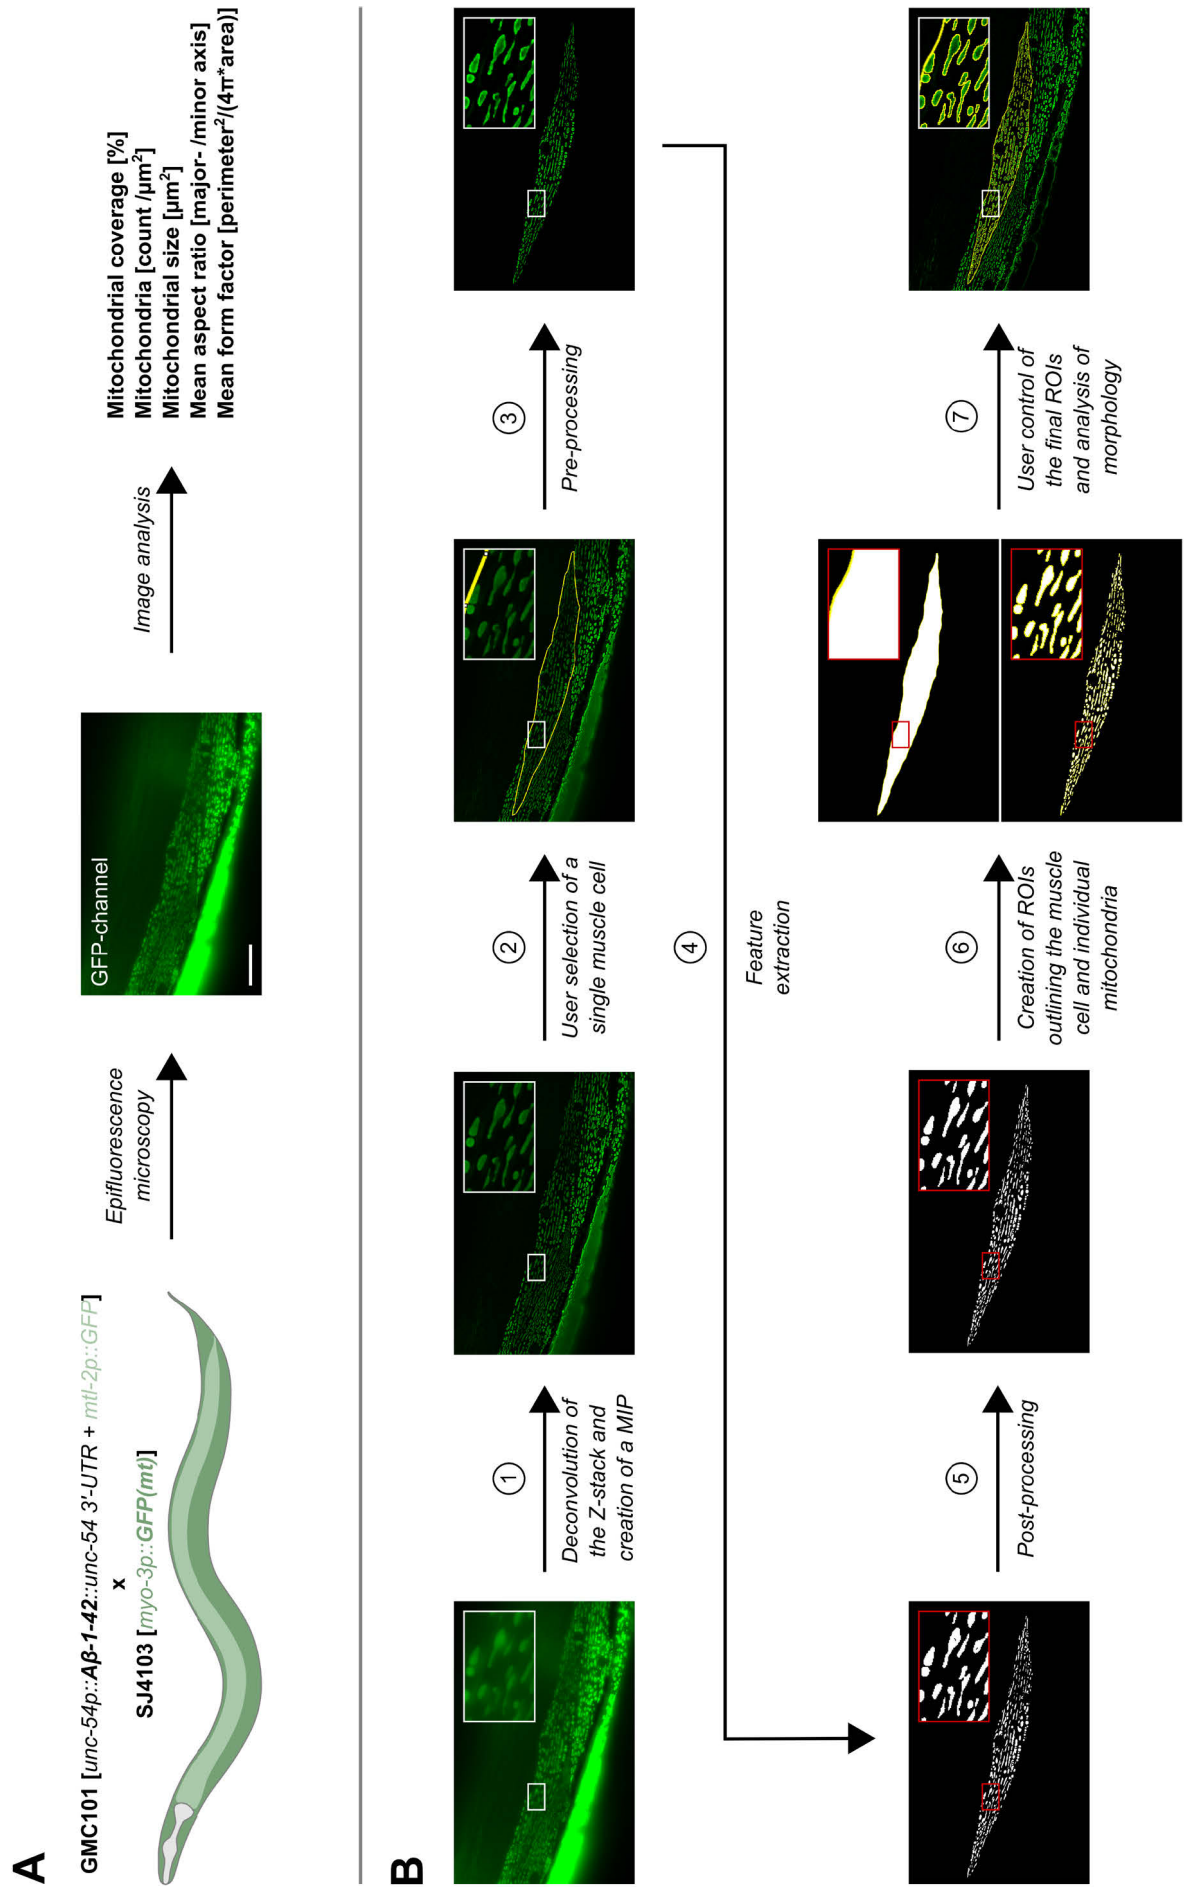 A
GMC101 [unc-54p::Aβ-1-42::unc-54 3'-UTR + mtl-2p::GFP]
x
SJ4103 [myo-3p::GFP(mt)]
Epifluorescence
microscopy
GFP-channel
Image analysis
Mitochondrial coverage [%]
Mitochondria [count /µm²]
Mitochondrial size [µm²]
Mean aspect ratio [major- /minor axis]
Mean form factor [perimeter²/(4π*area)]
B
1
Deconvolution of
the Z-stack and
creation of a MIP
2
User selection of a
single muscle cell
3
Pre-processing
4
Feature
extraction
5
Post-processing
6
Creation of ROIs
outlining the muscle
cell and individual
mitochondria
7
User control of
the final ROIs
and analysis of
morphology